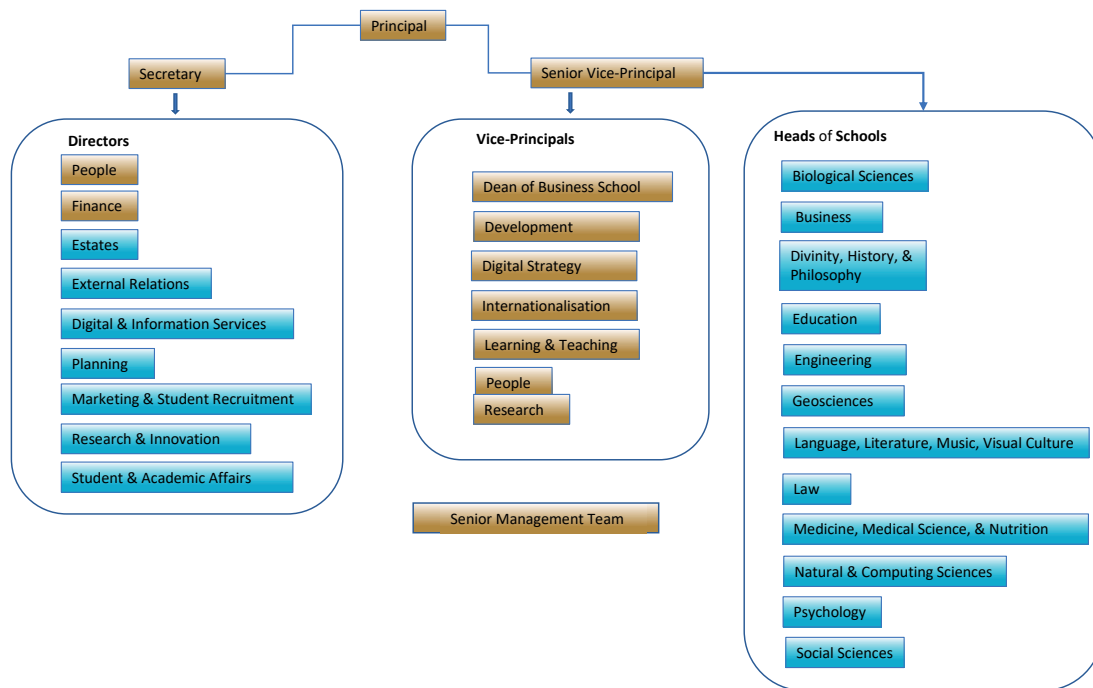 Principal
Secretary
Senior Vice-Principal
Directors
People
Finance
Estates
External Relations
Digital & Information Services
Planning
Marketing & Student Recruitment
Research & Innovation
Student & Academic Affairs
Vice-Principals
Dean of Business School
Development
Digital Strategy
Internationalisation
Learning & Teaching
People
Research
Senior Management Team
Heads of Schools
Biological Sciences
Business
Divinity, History, &
Philosophy
Education
Engineering
Geosciences
Language, Literature, Music, Visual Culture
Law
Medicine, Medical Science, & Nutrition
Natural & Computing Sciences
Psychology
Social Sciences